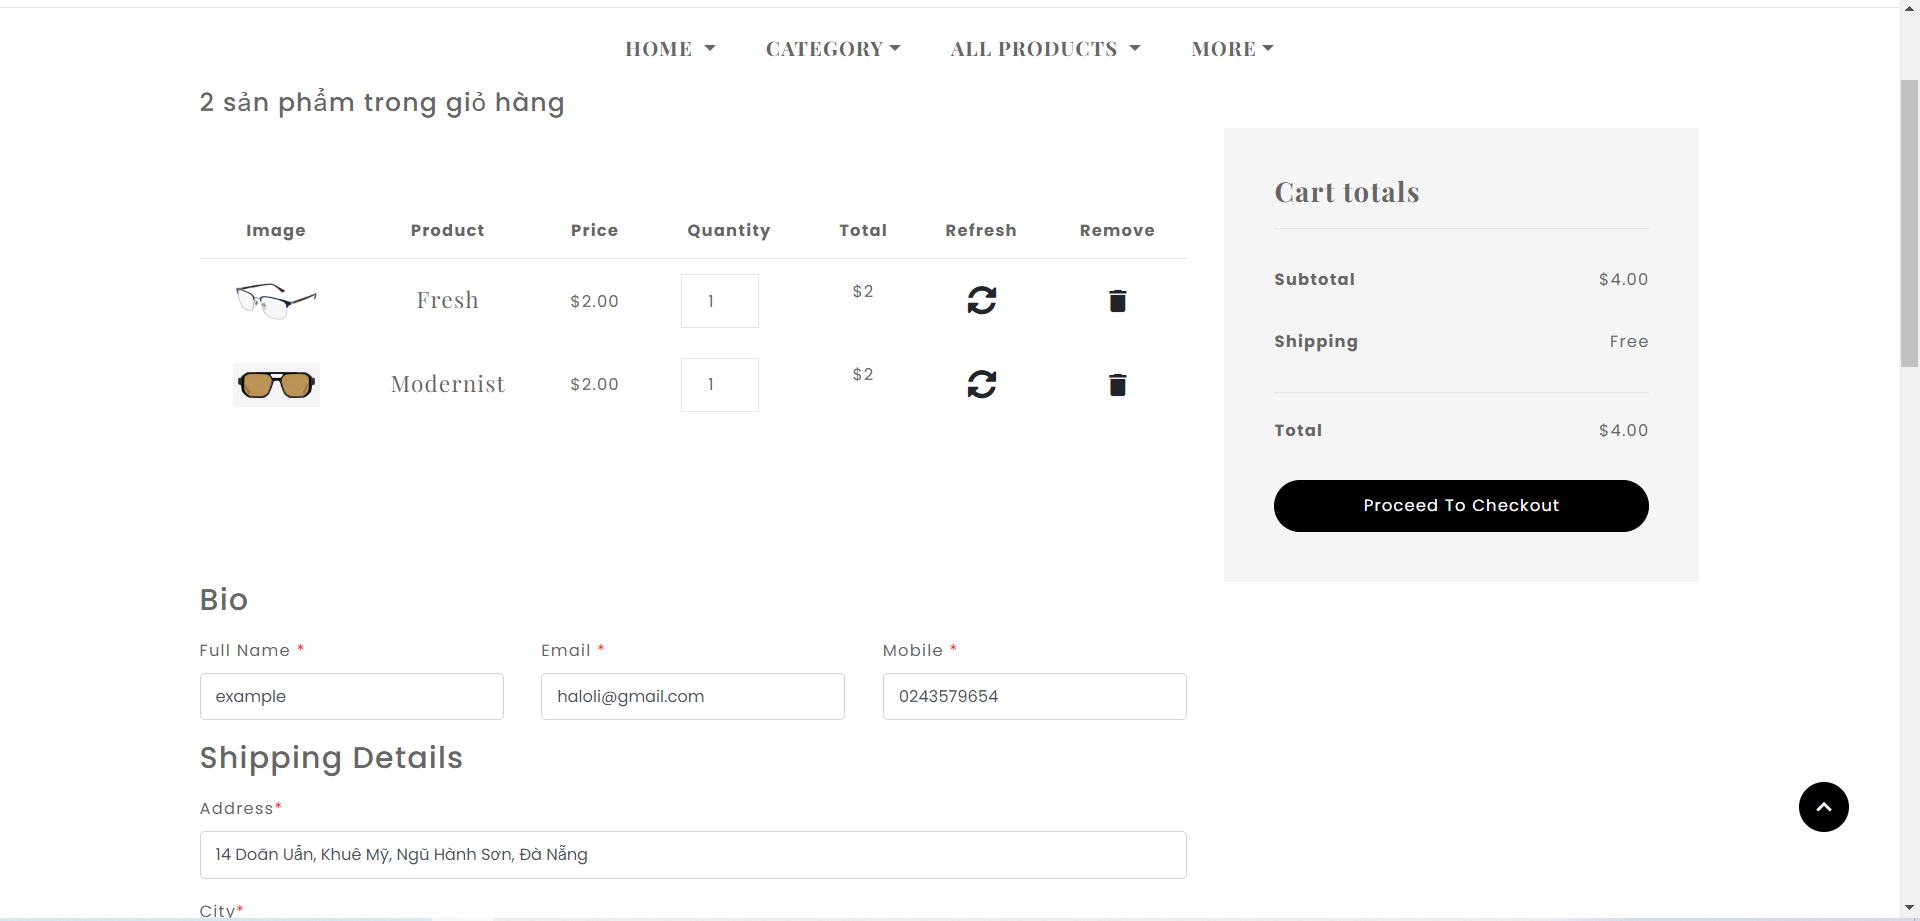 HOME CATEGORY ALL PRODUCTS MORE
2 sản phẩm trong giỏ hàng
Image Product Price Quantity Total Refresh Remove
Fresh $2.00 1 $2
Modernist $2.00 1 $2
Cart totals
Subtotal $4.00
Shipping Free
Total $4.00
Proceed To Checkout
Bio
Full Name * Email * Mobile *
example haloli@gmail.com 0243579654
Shipping Details
Address*
14 Doãn Uẩn, Khuê Mỹ, Ngũ Hành Sơn, Đà Nẵng
City*